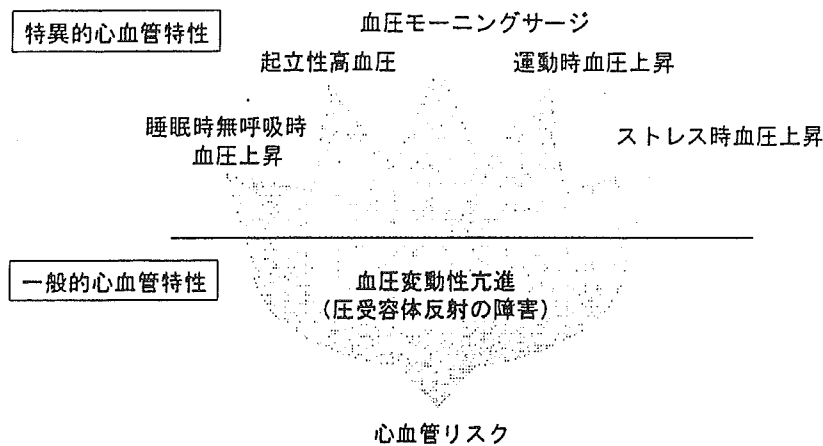 特異的心血管特性
血圧モーニングサージ
起立性高血圧
運動時血圧上昇
睡眠時無呼吸時
血圧上昇
ストレス時血圧上昇
一般的心血管特性
血圧変動性亢進
(圧受容体反射の障害)
心血管リスク